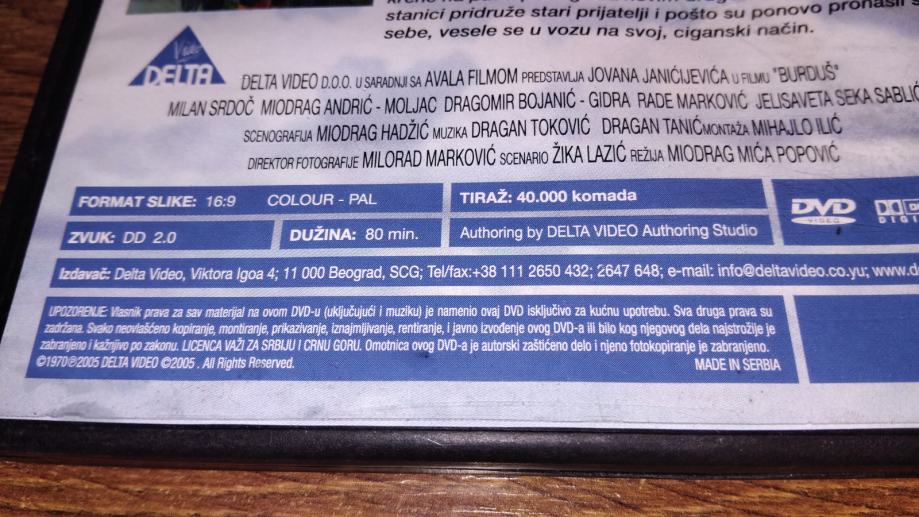 stanici pridruže stari prijatelji i pošto su ponovo pronašli
sebe, vesele se u vozu na svoj, ciganski način.
Video
DELTA
DELTA VIDEO D.O.O. U SARADNJI SA AVALA FILMOM PREDSTAVLJA JOVANA JANIĆIJEVIĆA U FILMU "BURDUŠ"
MILAN SRDOČ MIODRAG ANDRIĆ - MOLJAC DRAGOMIR BOJANIĆ - GIDRA RADE MARKOVIĆ JELISAVETA SEKA
SCENOGRAFIJA MIODRAG HADŽIĆ MUZIKA DRAGAN TOKOVIĆ DRAGAN TANIĆ MONTAŽA MIHAJLO ILIĆ
DIREKTOR FOTOGRAFIJE MILORAD MARKOVIĆ SCENARIO ŽIKA LAZIĆ REŽIJA MIODRAG MIĆA POPOVIĆ
FORMAT SLIKE: 16:9 COLOUR - PAL TIRAŽ: 40.000 komada
DVD
VIDEO
ZVUK: DD 2.0 DUŽINA: 80 min. Authoring by DELTA VIDEO Authoring Studio
Izdavač: Delta Video, Viktora Igoa 4; 11 000 Beograd, SCG; Tel/fax:+38 111 2650 432; 2647 648; e-mail: info@deltavideo.co.yu;
UPOZORENJE: Vlasnik prava za sav materijal na ovom DVD-u (uključujući i muziku) je namenio ovaj DVD isključivo za kućnu upotrebu. Sva druga prava su
zadržana. Svako neovlašćeno kopiranje, montiranje, prikazivanje, iznajmljivanje, rentiranje, i javno izvođenje ovog DVD-a ili bilo kog njegovog dela najstrožije je
zabranjeno i kažnjivo po zakonu. LICENCA VAŽI ZA SRBIJU I CRNU GORU. Omotnica ovog DVD-a je autorski zaštićeno delo i njeno fotokopiranje je zabranjeno.
©1970℗2005 DELTA VIDEO ©2005 . All Rights Reserved. MADE IN SERBIA